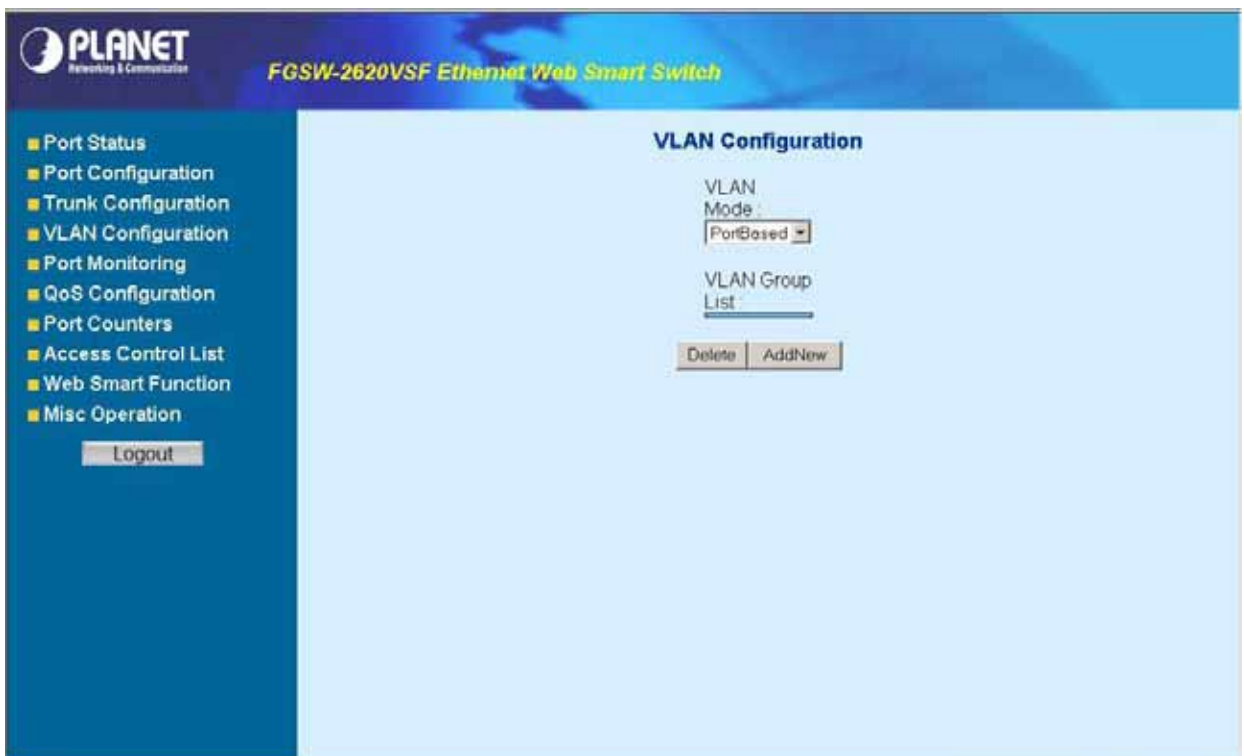 PLANET
Networking & Communication
FGSW-2620VSF Ethernet Web Smart Switch
Port Status
Port Configuration
Trunk Configuration
VLAN Configuration
Port Monitoring
QoS Configuration
Port Counters
Access Control List
Web Smart Function
Misc Operation
Logout
VLAN Configuration
VLAN
Mode :
PortBased
VLAN Group
List :
Delete
AddNew